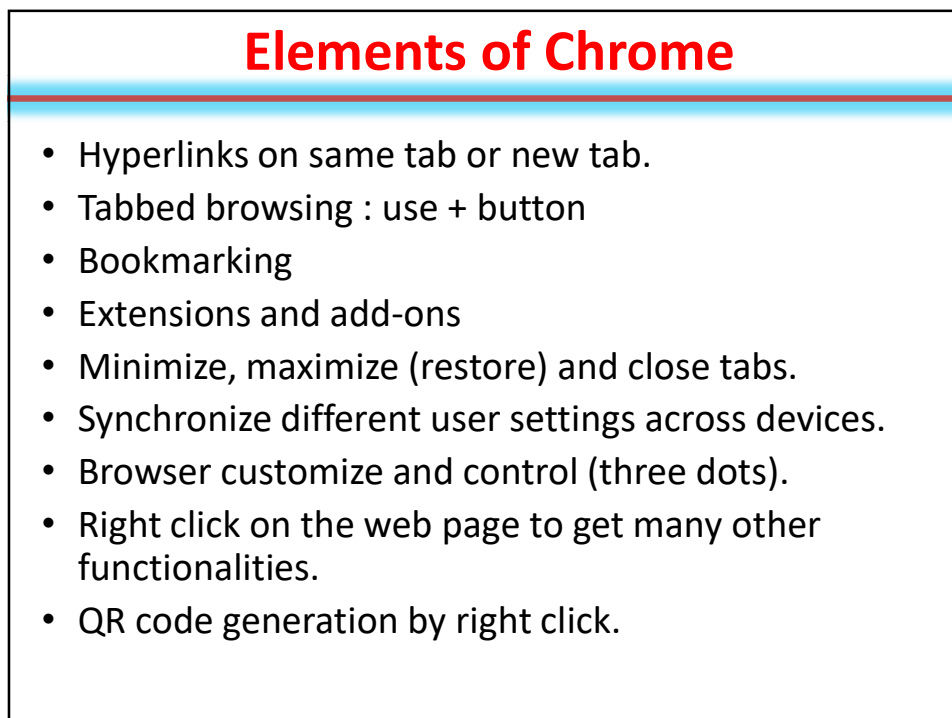 Elements of Chrome
• Hyperlinks on same tab or new tab.
• Tabbed browsing : use + button
• Bookmarking
• Extensions and add-ons
• Minimize, maximize (restore) and close tabs.
• Synchronize different user settings across devices.
• Browser customize and control (three dots).
• Right click on the web page to get many other
functionalities.
• QR code generation by right click.